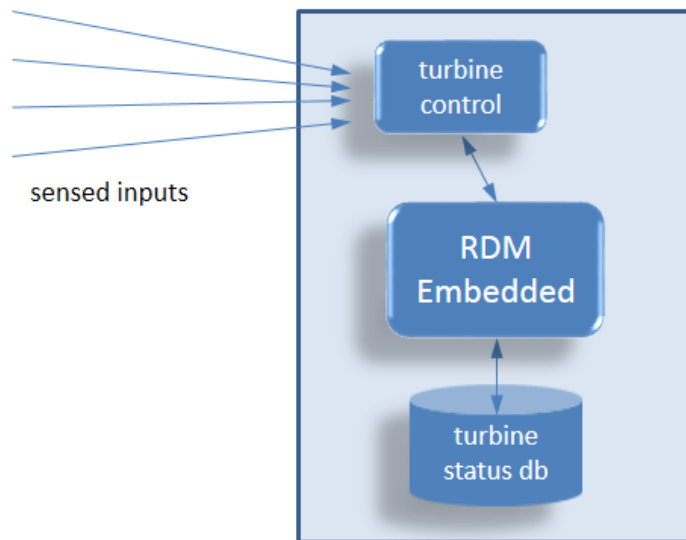 turbine
control
sensed inputs
RDM
Embedded
turbine
status db